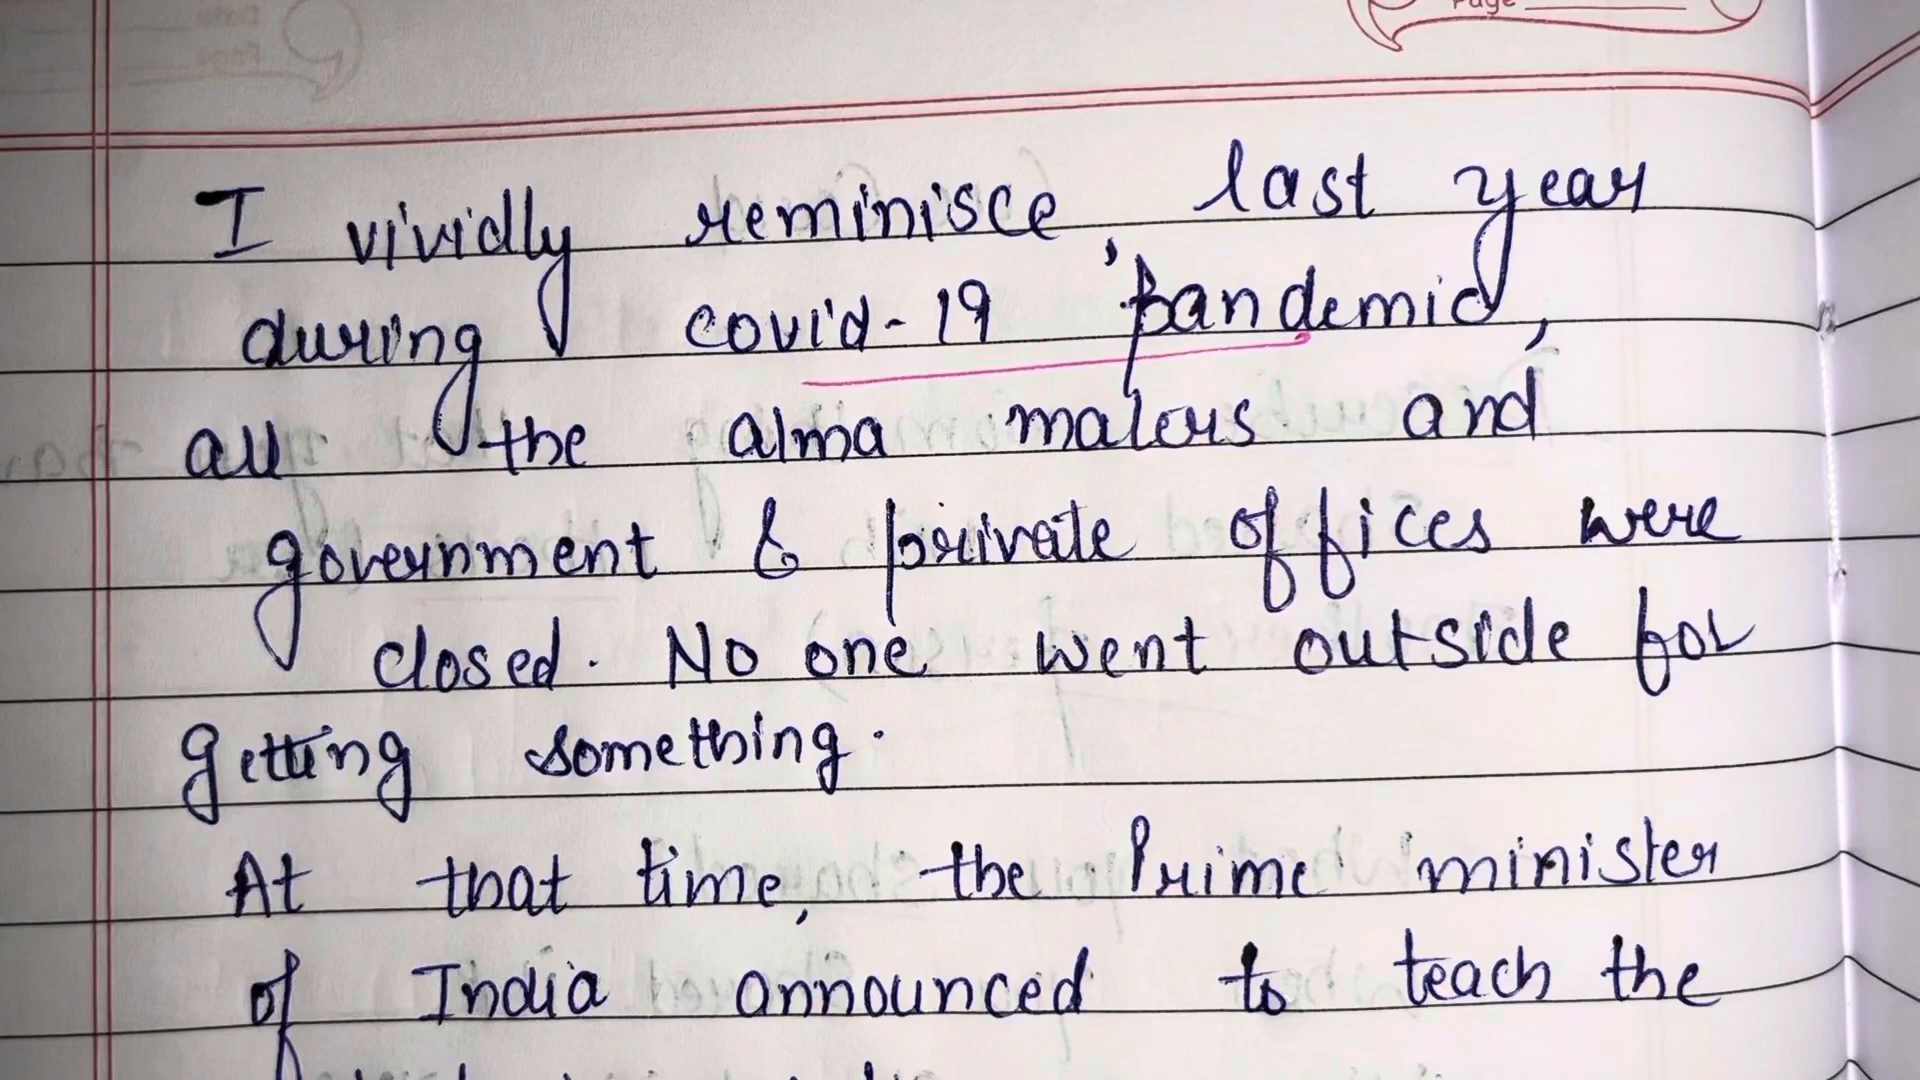 Page
I vividly reminisce, last year
during covid-19 pandemic,
all the alma maters and
government & private offices were
closed. No one went outside for
getting something.
At that time, the Prime minister
of India announced to teach the